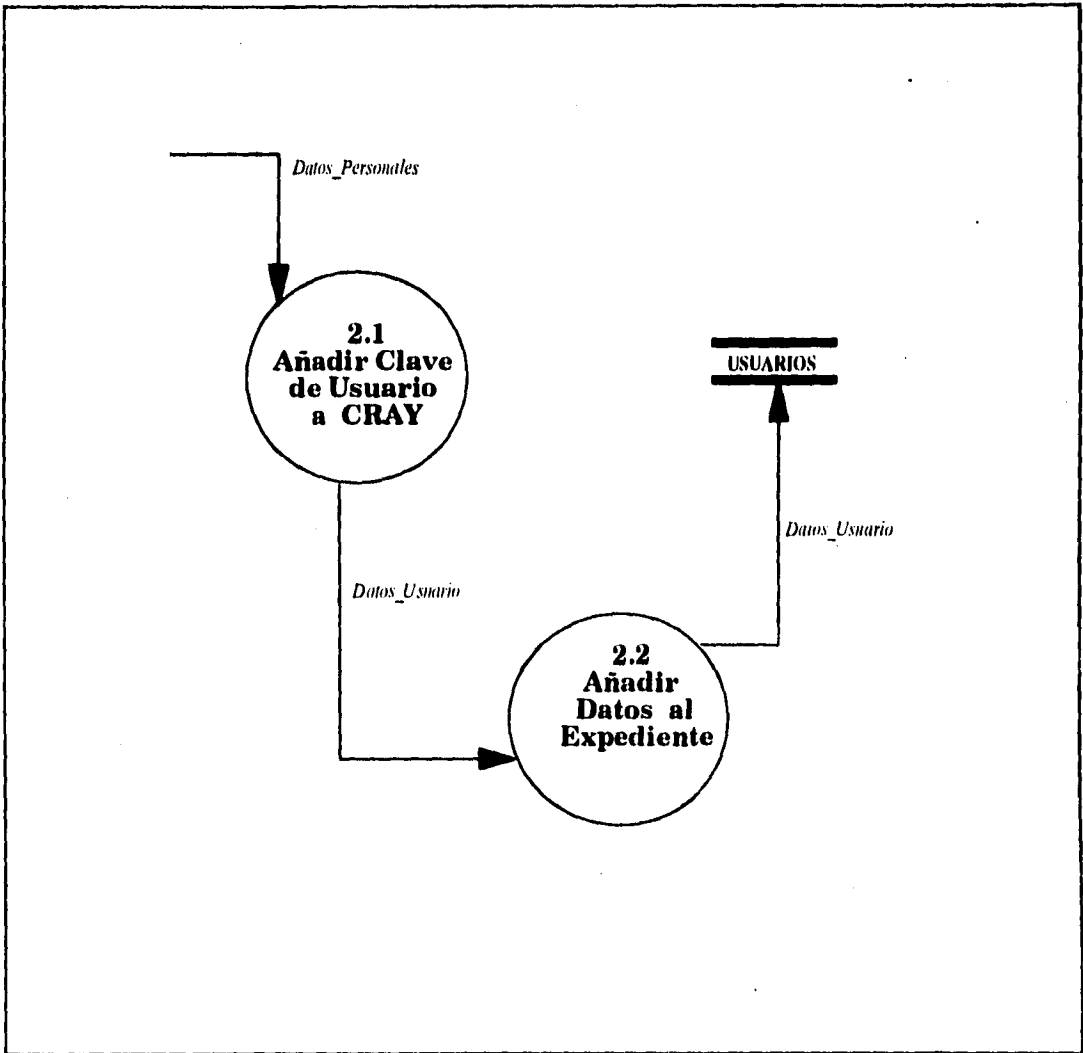 Datos_Personales
2.1
Añadir Clave
de Usuario
a CRAY
USUARIOS
Datos_Usuario
Datos_Usuario
2.2
Añadir
Datos al
Expediente